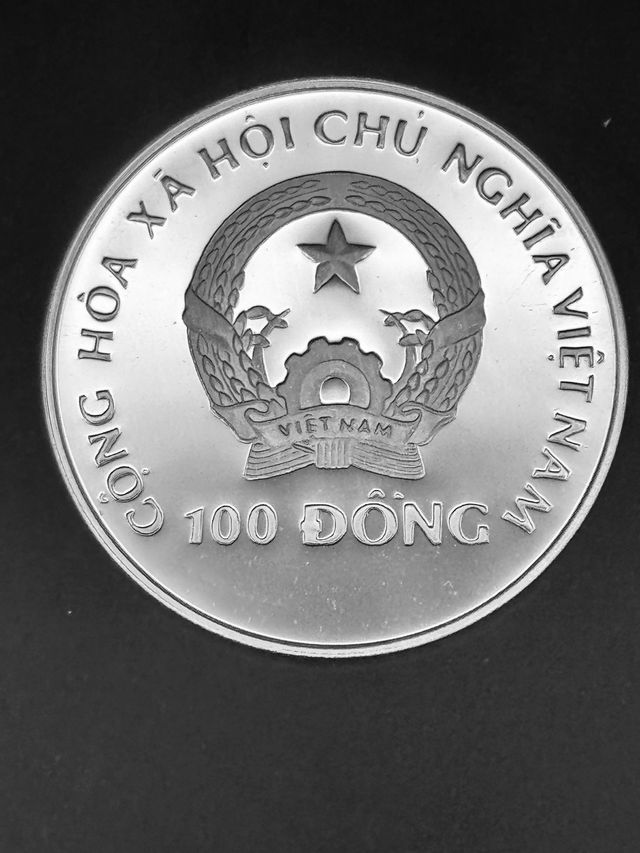 CỘNG HÒA XÃ HỘI CHỦ NGHĨA VIỆT NAM
VIỆT NAM
100 ĐỒNG